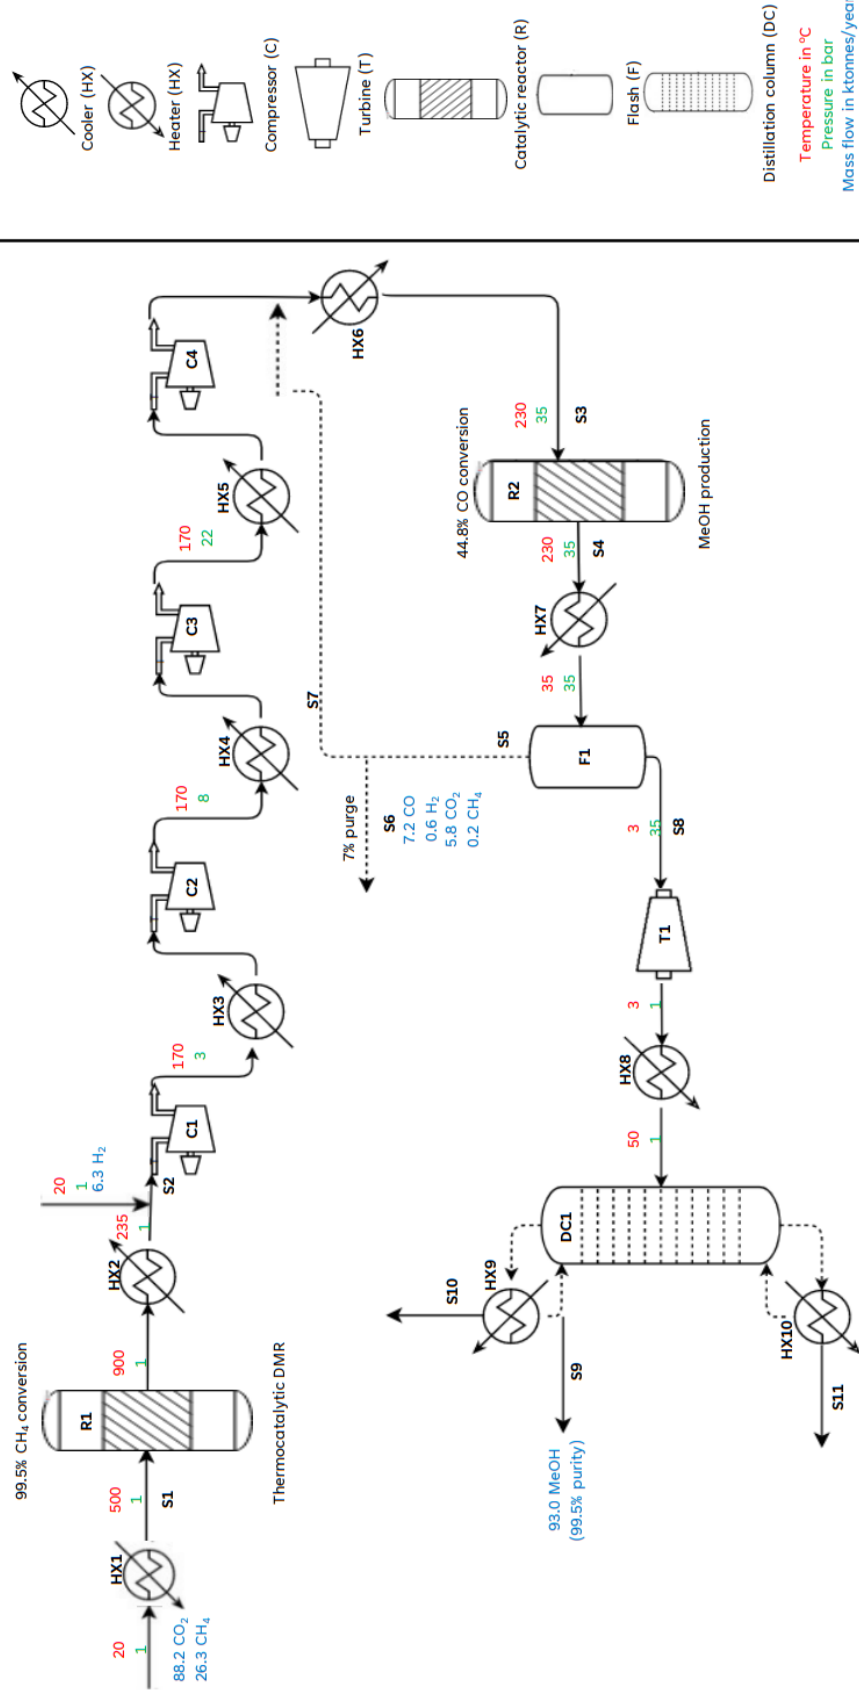 99.5% CH₄ conversion
20
1
88.2 CO₂
26.3 CH₄
HX1
500
1
S1
R1
Thermocatalytic DMR
900
1
HX2
235
1
20
1
6.3 H₂
S2
C1
170
3
HX3
C2
170
8
HX4
C3
170
22
HX5
C4
HX6
230
35
S3
44.8% CO conversion
R2
MeOH production
230
35
S4
HX7
35
35
F1
S5
S7
7% purge
S6
7.2 CO
0.6 H₂
5.8 CO₂
0.2 CH₄
3
35
S8
T1
3
1
HX8
50
1
DC1
HX9
S10
S9
93.0 MeOH
(99.5% purity)
HX10
S11
Cooler (HX)
Heater (HX)
Compressor (C)
Turbine (T)
Catalytic reactor (R)
Flash (F)
Distillation column (DC)
Temperature in ºC
Pressure in bar
Mass flow in ktonnes/year